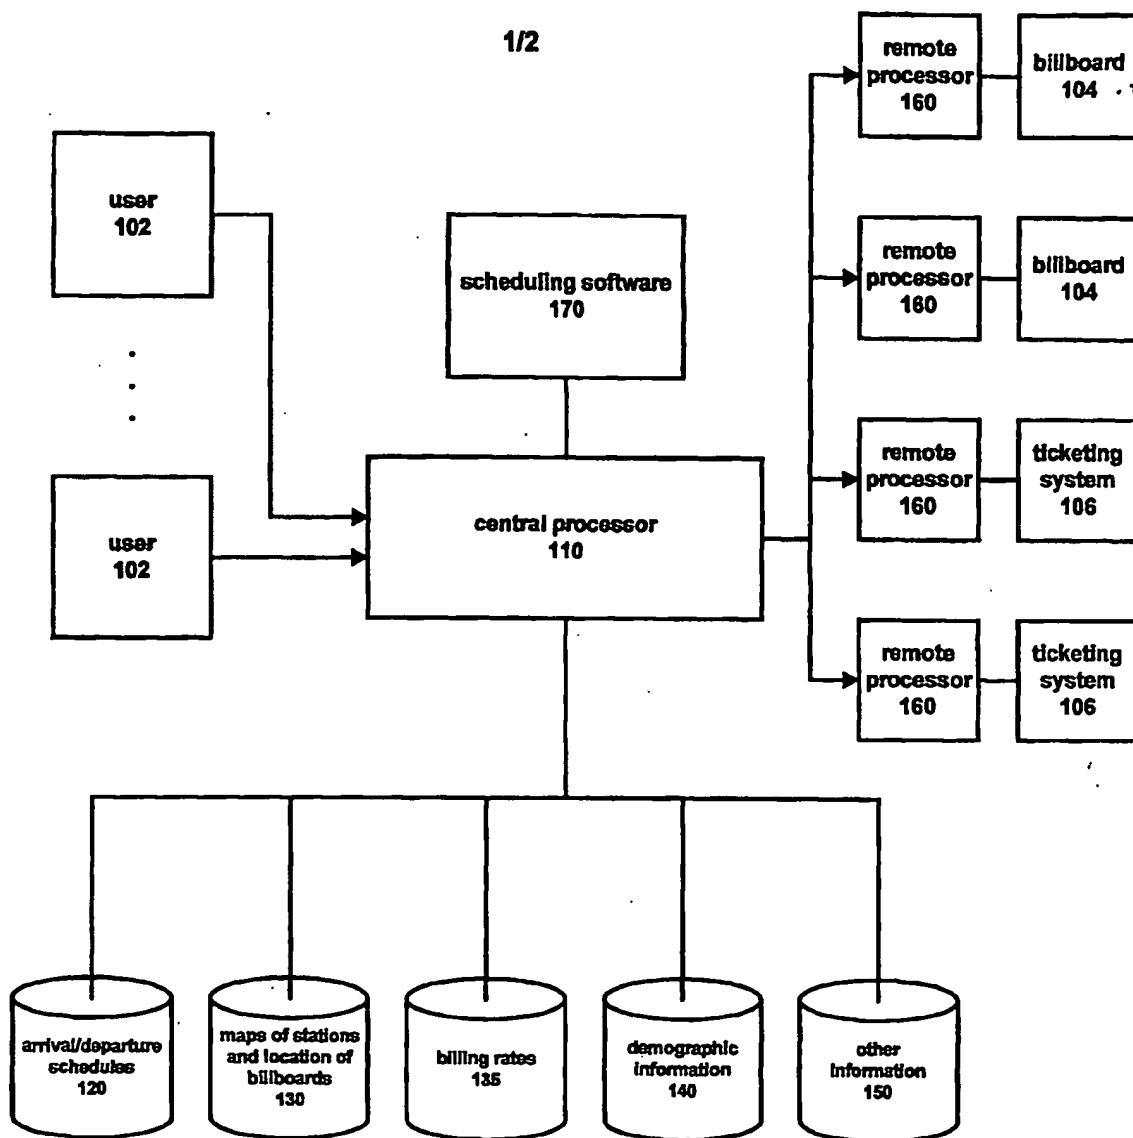 1/2
remote
processor
160
billboard
104
user
102
remote
processor
160
billboard
104
scheduling software
170
remote
processor
160
ticketing
system
106
user
102
central processor
110
remote
processor
160
ticketing
system
106
arrival/departure
schedules
120
maps of stations
and location of
billboards
130
billing rates
135
demographic
information
140
other
information
150